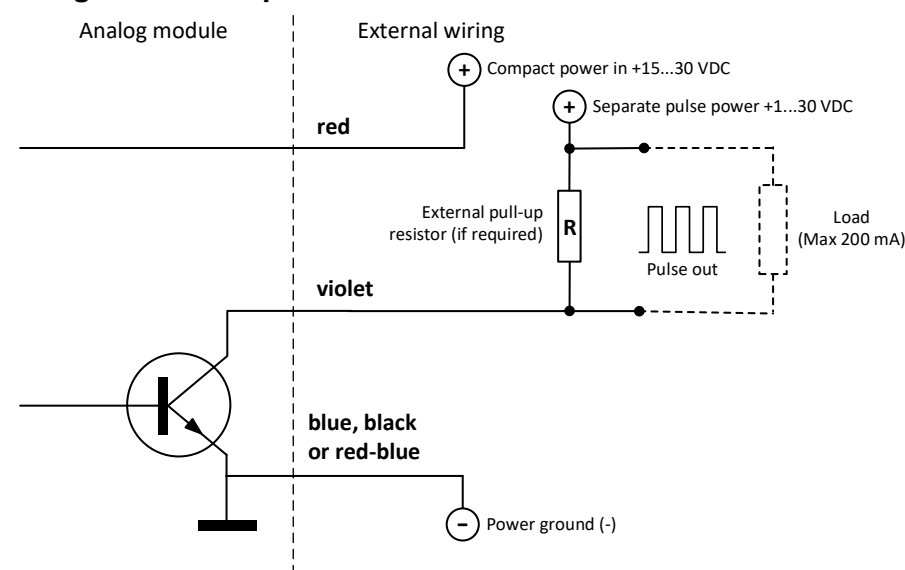 Analog module
External wiring
+ Compact power in +15...30 VDC
+ Separate pulse power +1...30 VDC
red
External pull-up
resistor (if required)
R
Pulse out
Load
(Max 200 mA)
violet
blue, black
or red-blue
- Power ground (-)